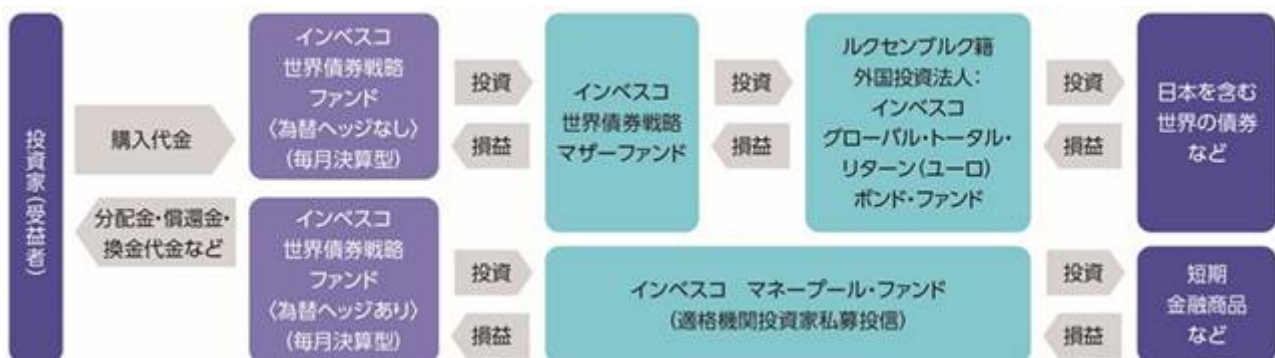 投資家(受益者)
購入代金
分配金・償還金・
換金代金など
インベスコ
世界債券戦略
ファンド
〈為替ヘッジなし〉
(毎月決算型)
インベスコ
世界債券戦略
ファンド
〈為替ヘッジあり〉
(毎月決算型)
投資
損益
投資
損益
インベスコ
世界債券戦略
マザーファンド
投資
損益
ルクセンブルク籍
外国投資法人:
インベスコ
グローバル・トータル・
リターン(ユーロ)
ボンド・ファンド
インベスコ マネープール・ファンド
(適格機関投資家私募投信)
投資
損益
投資
損益
日本を含む
世界の債券
など
短期
金融商品
など